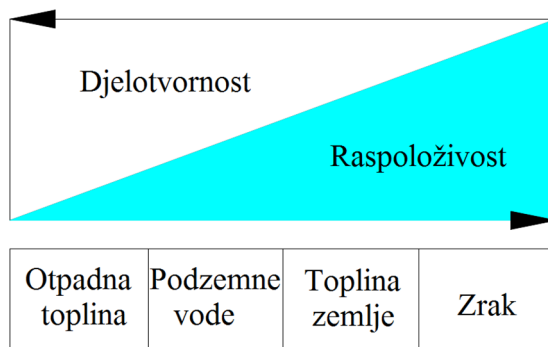 Djelotvornost
Raspoloživost
Otpadna
toplina
Podzemne
vode
Toplina
zemlje
Zrak